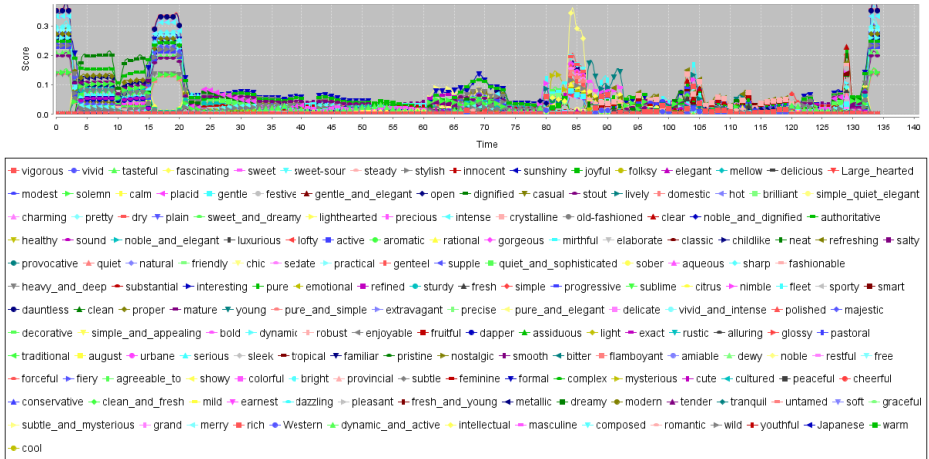 0.3
0.2
0.1
0.0
Score
0 5 10 15 20 25 30 35 40 45 50 55 60 65 70 75 80 85 90 95 100 105 110 115 120 125 130 135 140
Time
vigorous vivid tasteful fascinating sweet sweet-sour steady stylish innocent sunshiny joyful folksy elegant mellow delicious Large_hearted
modest solemn calm placid gentle festive gentle_and_elegant open dignified casual stout lively domestic hot brilliant simple_quiet_elegant
charming pretty dry plain sweet_and_dreamy lighthearted precious intense crystalline old-fashioned clear noble_and_dignified authoritative
healthy sound noble_and_elegant luxurious lofty active aromatic rational gorgeous mirthful elaborate classic childlike neat refreshing salty
provocative quiet natural friendly chic sedate practical genteel supple quiet_and_sophisticated sober aqueous sharp fashionable
heavy_and_deep substantial interesting pure emotional refined sturdy fresh simple progressive sublime citrus nimble fleet sporty smart
dauntless clean proper mature young pure_and_simple extravagant precise pure_and_elegant delicate vivid_and_intense polished majestic
decorative simple_and_appealing bold dynamic robust enjoyable fruitful dapper assiduous light exact rustic alluring glossy pastoral
traditional august urbane serious sleek tropical familiar pristine nostalgic smooth bitter flamboyant amiable dewy noble restful free
forceful fiery agreeable_to showy colorful bright provincial subtle feminine formal complex mysterious cute cultured peaceful cheerful
conservative clean_and_fresh mild earnest dazzling pleasant fresh_and_young metallic dreamy modern tender tranquil untamed soft graceful
subtle_and_mysterious grand merry rich Western dynamic_and_active intellectual masculine composed romantic wild youthful Japanese warm
cool